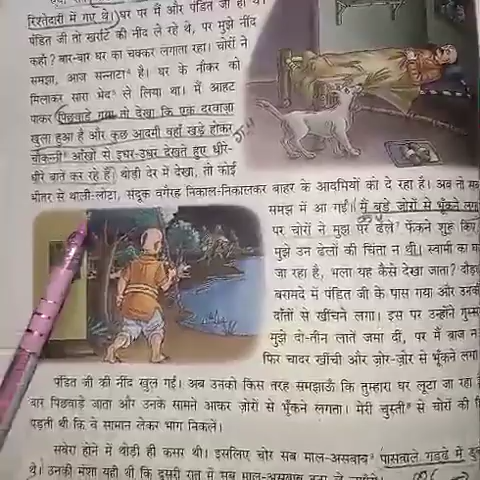 रिश्तेदारी में गए थे। घर पर मैं और पंडित जी ही थे।
पंडित जी तो खर्राटे की नींद ले रहे थे, पर मुझे नींद
कहाँ? बार-बार घर का चक्कर लगाता रहा। चोरों ने
समझा, आज सन्नाटा है। घर के नौकर को
मिलाकर सारा भेद ले लिया था। मैं आहट
पाकर पिछवाड़े गया तो देखा कि एक दरवाज़ा
खुला हुआ है और कुछ आदमी वहाँ खड़े होकर
चौकन्नी आँखों से इधर-उधर देखते हुए धीरे-
धीरे बातें कर रहे हैं। थोड़ी देर में देखा, तो कोई
भीतर से थाली-लोटा, संदूक वगैरह निकाल-निकालकर बाहर के आदमियों को दे रहा है। अब तो सब
समझ में आ गई। मैं बड़े ज़ोरों से भूँकने लगा
पर चोरों ने मुझ पर ढेले फेंकने शुरू किए
मुझे उन ढेलों की चिंता न थी। स्वामी का घ
जा रहा है, भला यह कैसे देखा जाता? दौड़
बरामदे में पंडित जी के पास गया और उनकी
दाँतों से खींचने लगा। इस पर उन्होंने गुस्स
मुझे दो-तीन लातें जमा दीं, पर मैं बाज न
फिर चादर खींची और ज़ोर-ज़ोर से भूँकने लगा
पंडित जी की नींद खुल गई। अब उनको किस तरह समझाऊँ कि तुम्हारा घर लूटा जा रहा
बार पिछवाड़े जाता और उनके सामने आकर ज़ोरों से भूँकने लगता। मेरी चुस्ती से चोरों की
पड़ती थी कि वे सामान लेकर भाग निकलें।
सवेरा होने में थोड़ी ही कसर थी। इसलिए चोर सब माल-असबाब पासवाले गड्ढे में
थे। उनकी मंशा यही थी कि दूसरी रात में सब माल-असबाब